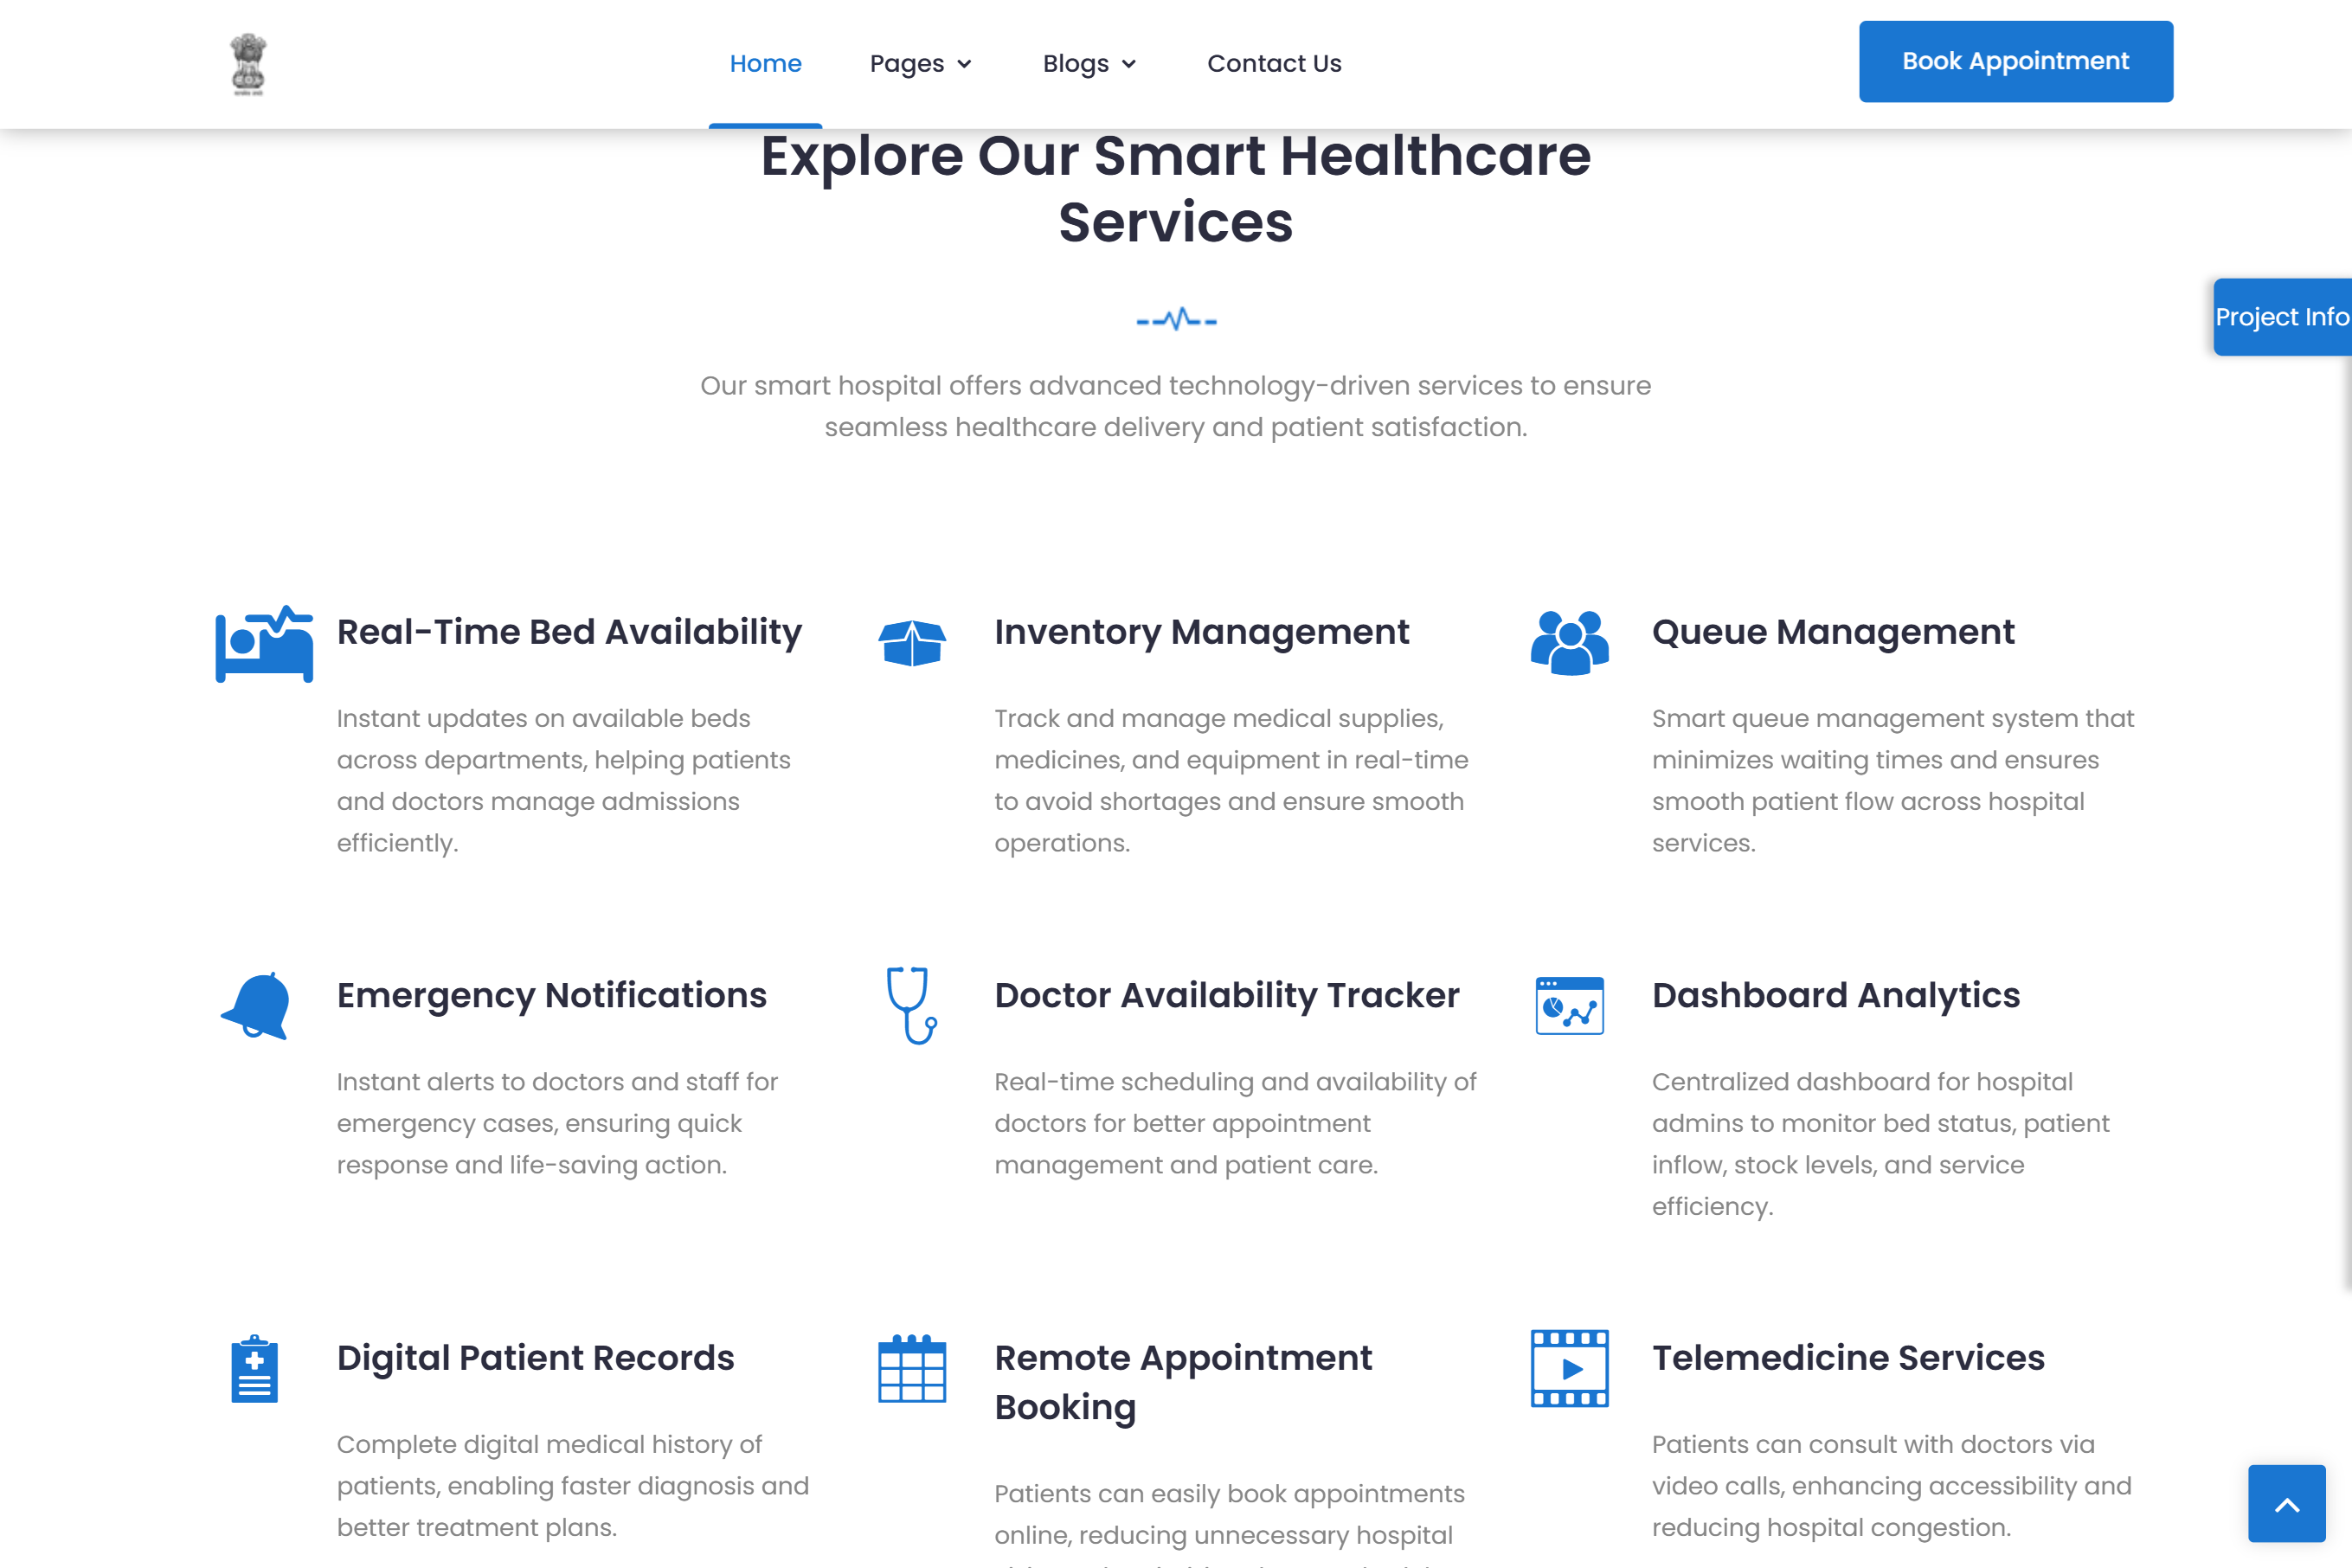 Home
Pages
Blogs
Contact Us
Book Appointment
Explore Our Smart Healthcare
Services
Project Info
Our smart hospital offers advanced technology-driven services to ensure
seamless healthcare delivery and patient satisfaction.
Real-Time Bed Availability
Instant updates on available beds
across departments, helping patients
and doctors manage admissions
efficiently.
Inventory Management
Track and manage medical supplies,
medicines, and equipment in real-time
to avoid shortages and ensure smooth
operations.
Queue Management
Smart queue management system that
minimizes waiting times and ensures
smooth patient flow across hospital
services.
Emergency Notifications
Instant alerts to doctors and staff for
emergency cases, ensuring quick
response and life-saving action.
Doctor Availability Tracker
Real-time scheduling and availability of
doctors for better appointment
management and patient care.
Dashboard Analytics
Centralized dashboard for hospital
admins to monitor bed status, patient
inflow, stock levels, and service
efficiency.
Digital Patient Records
Complete digital medical history of
patients, enabling faster diagnosis and
better treatment plans.
Remote Appointment
Booking
Patients can easily book appointments
online, reducing unnecessary hospital
Telemedicine Services
Patients can consult with doctors via
video calls, enhancing accessibility and
reducing hospital congestion.